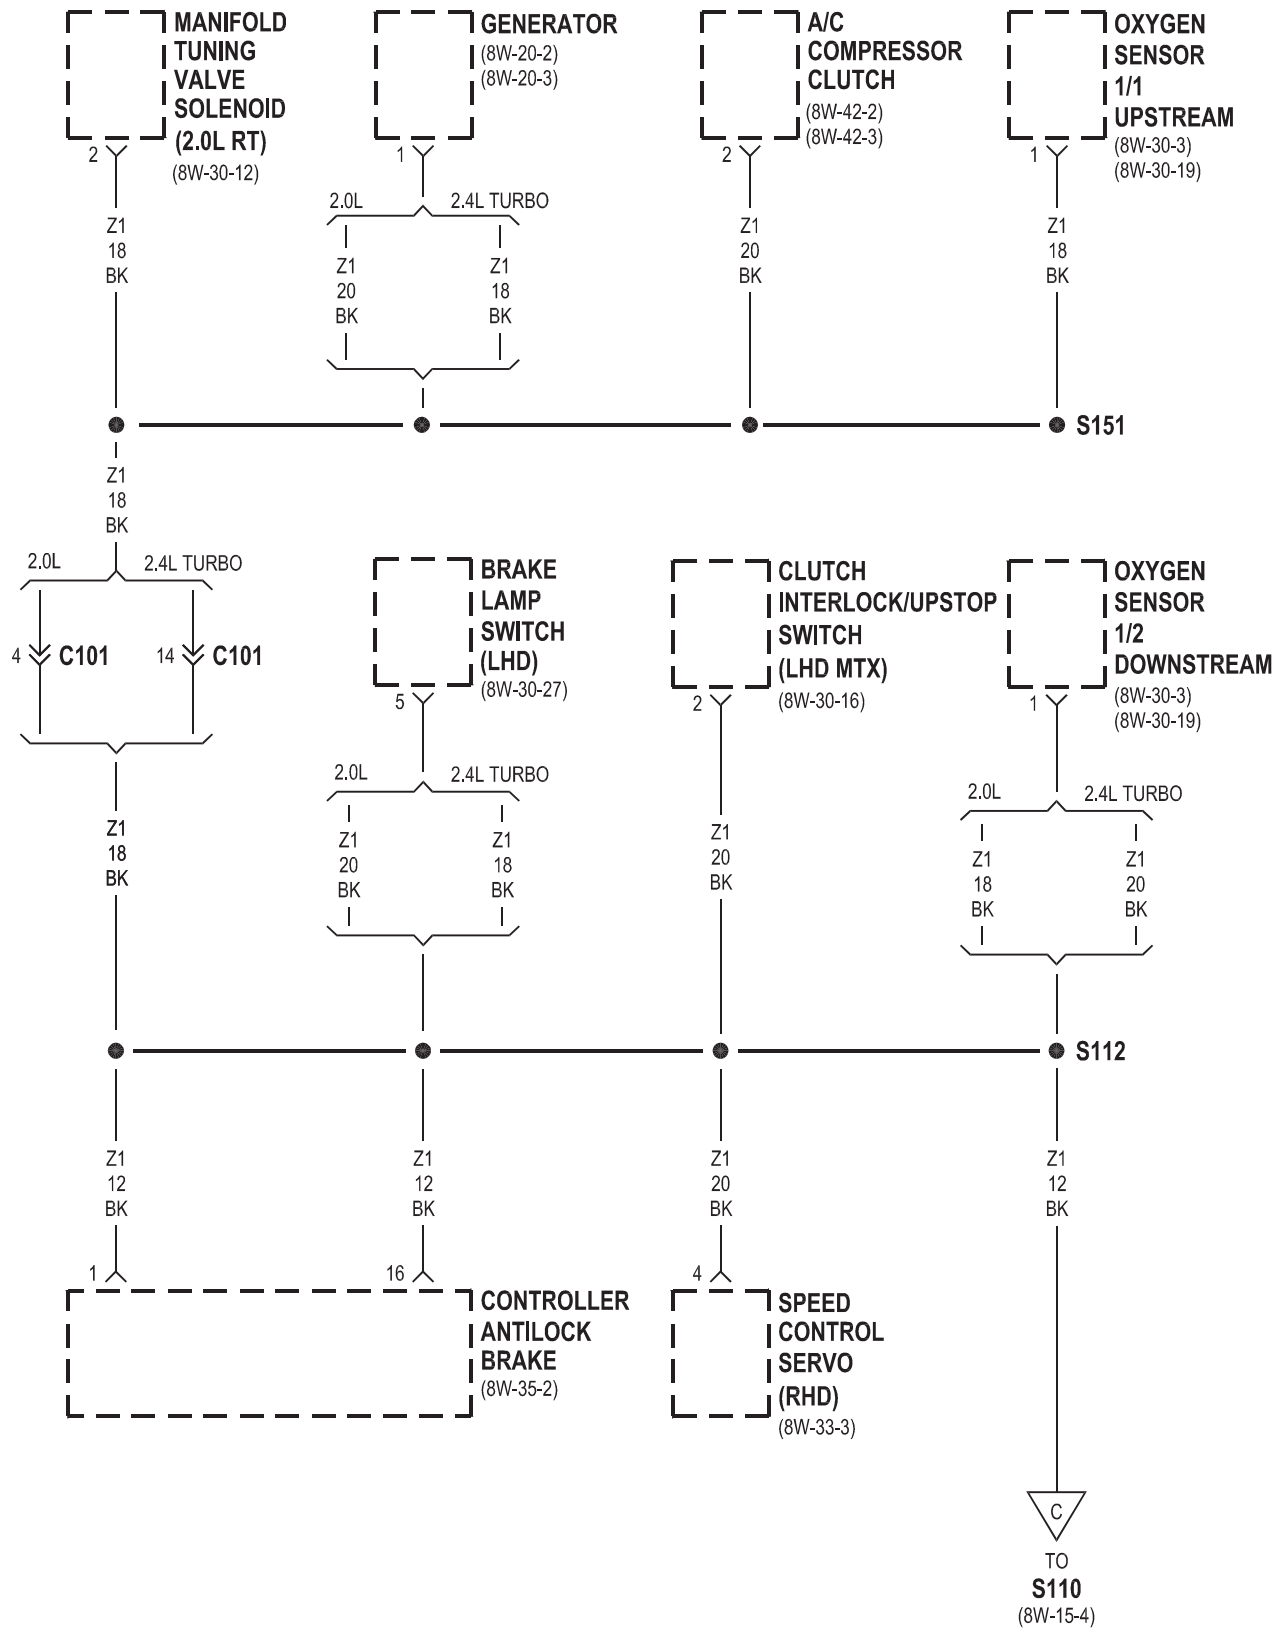 MANIFOLD
TUNING
VALVE
SOLENOID
(2.0L RT)
(8W-30-12)
2
Z1
18
BK
GENERATOR
(8W-20-2)
(8W-20-3)
1
2.0L
2.4L TURBO
Z1
20
BK
Z1
18
BK
A/C
COMPRESSOR
CLUTCH
(8W-42-2)
(8W-42-3)
2
Z1
20
BK
OXYGEN
SENSOR
1/1
UPSTREAM
(8W-30-3)
(8W-30-19)
1
Z1
18
BK
S151
Z1
18
BK
2.0L
2.4L TURBO
4
C101
14
C101
Z1
18
BK
BRAKE
LAMP
SWITCH
(LHD)
(8W-30-27)
5
2.0L
2.4L TURBO
Z1
20
BK
Z1
18
BK
CLUTCH
INTERLOCK/UPSTOP
SWITCH
(LHD MTX)
(8W-30-16)
2
Z1
20
BK
OXYGEN
SENSOR
1/2
DOWNSTREAM
(8W-30-3)
(8W-30-19)
1
2.0L
2.4L TURBO
Z1
18
BK
Z1
20
BK
S112
Z1
12
BK
1
Z1
12
BK
16
CONTROLLER
ANTILOCK
BRAKE
(8W-35-2)
Z1
20
BK
4
SPEED
CONTROL
SERVO
(RHD)
(8W-33-3)
Z1
12
BK
C
TO
S110
(8W-15-4)